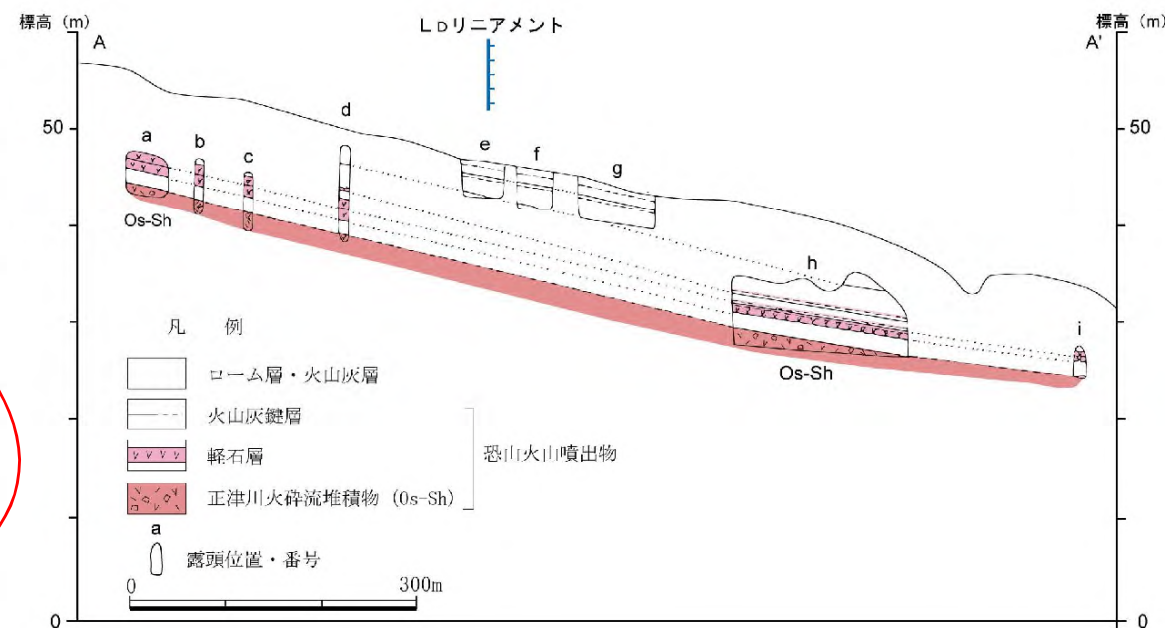 標高 (m)
標高 (m)
A
A'
LDリニアメント
50
50
a
b
c
d
e
f
g
h
i
Os-Sh
Os-Sh
凡 例
ローム層・火山灰層
火山灰鍵層
軽石層
恐山火山噴出物
正津川火砕流堆積物 (Os-Sh)
a
露頭位置・番号
0
300m
0
0